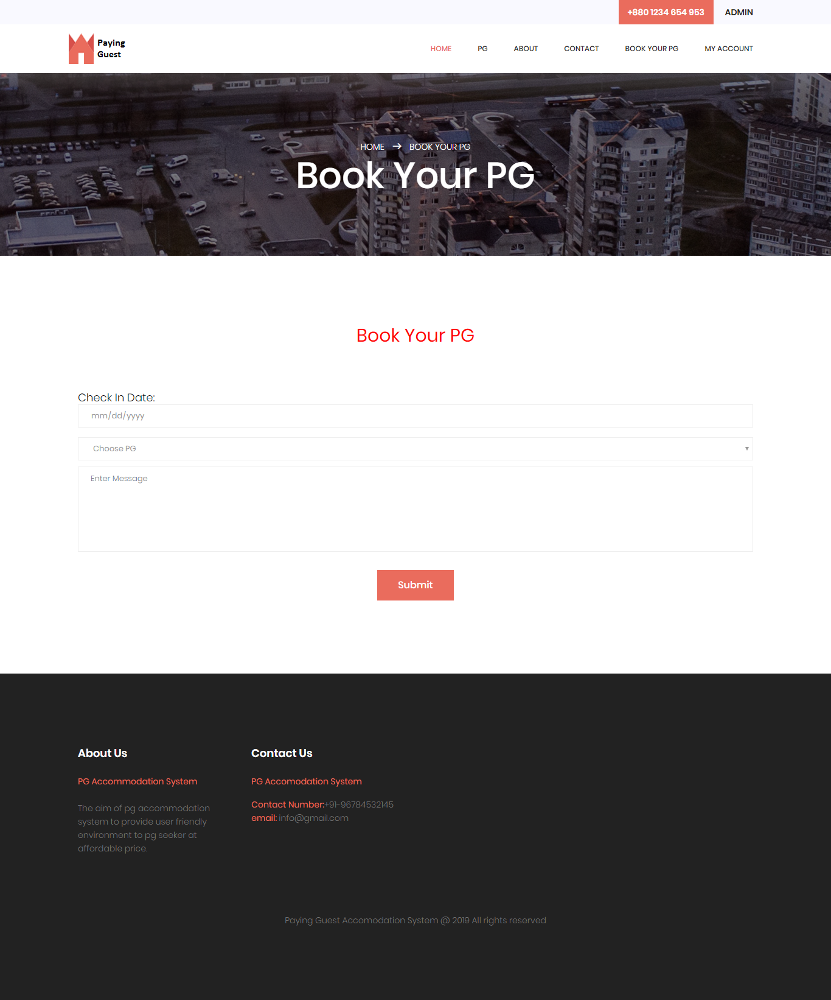 +880 1234 654 953 ADMIN
Paying
Guest
HOME PG ABOUT CONTACT BOOK YOUR PG MY ACCOUNT
HOME → BOOK YOUR PG
Book Your PG
Book Your PG
Check In Date:
mm/dd/yyyy
Choose PG
Enter Message
Submit
About Us
PG Accommodation System
The aim of pg accommodation
system to provide user friendly
environment to pg seeker at
affordable price.
Contact Us
PG Accomodation System
Contact Number:+91-96784532145
email: info@gmail.com
Paying Guest Accomodation System @ 2019 All rights reserved